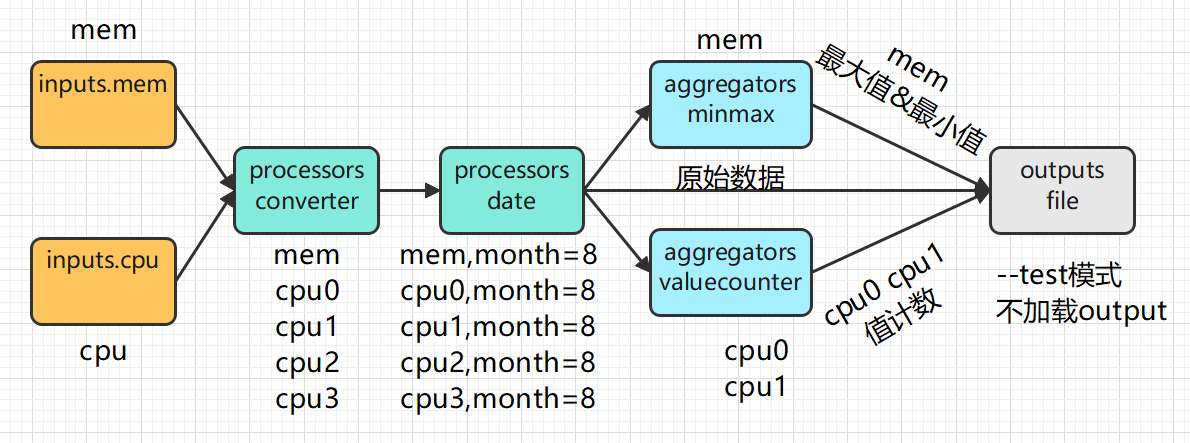 mem
inputs.mem
inputs.cpu
cpu
processors
converter
mem
cpu0
cpu1
cpu2
cpu3
processors
date
mem,month=8
cpu0,month=8
cpu1,month=8
cpu2,month=8
cpu3,month=8
mem
aggregators
minmax
mem
最大值&最小值
原始数据
aggregators
valuecounter
cpu0
cpu1
cpu0 cpu1
值计数
outputs
file
--test模式
不加载output